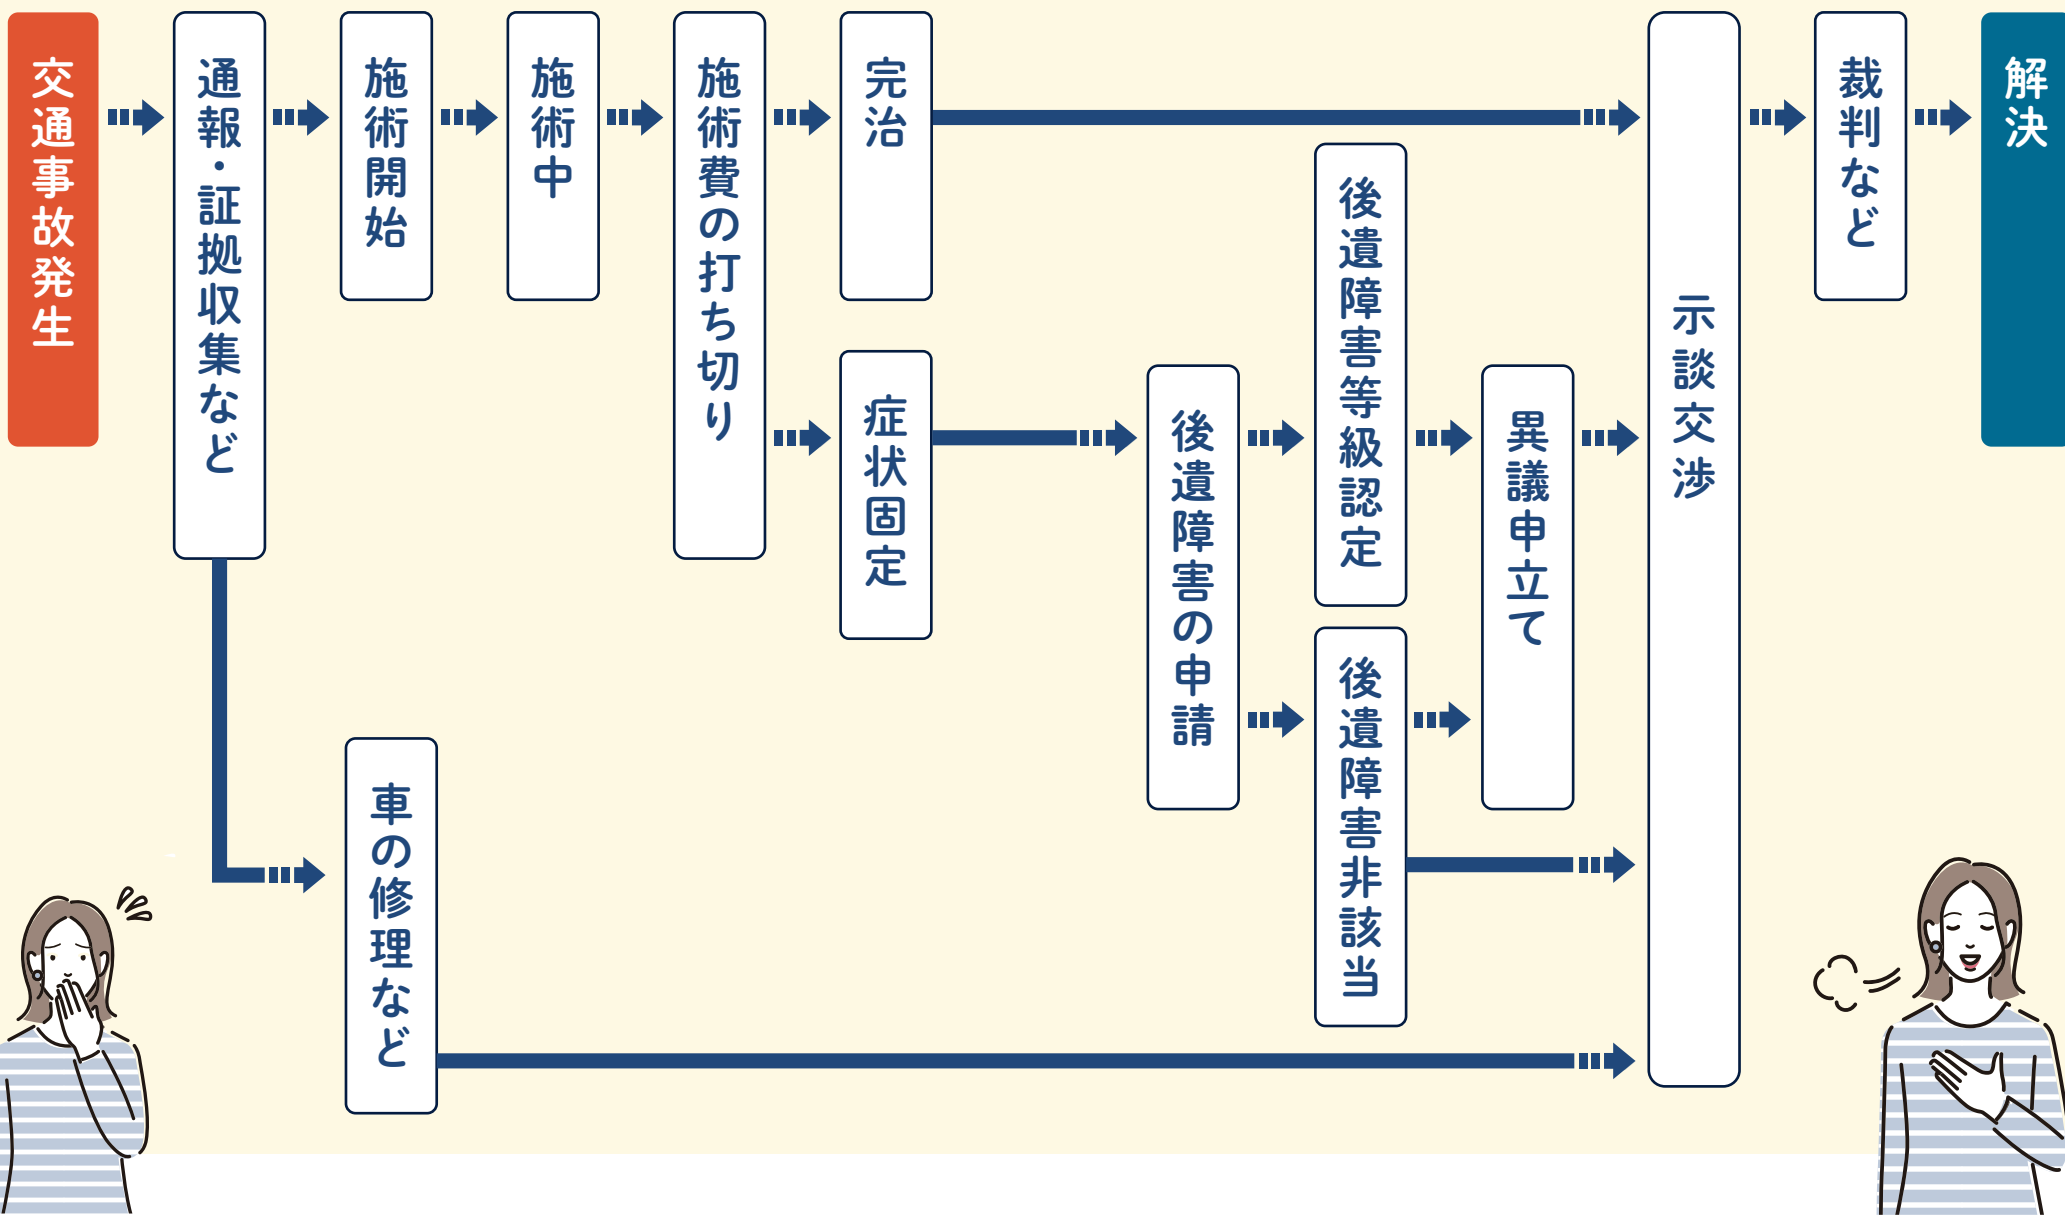 交通事故発生
通報・証拠収集など
施術開始
施術中
施術費の打ち切り
完治
症状固定
車の修理など
後遺障害の申請
後遺障害等級認定
後遺障害非該当
異議申立て
示談交渉
裁判など
解決